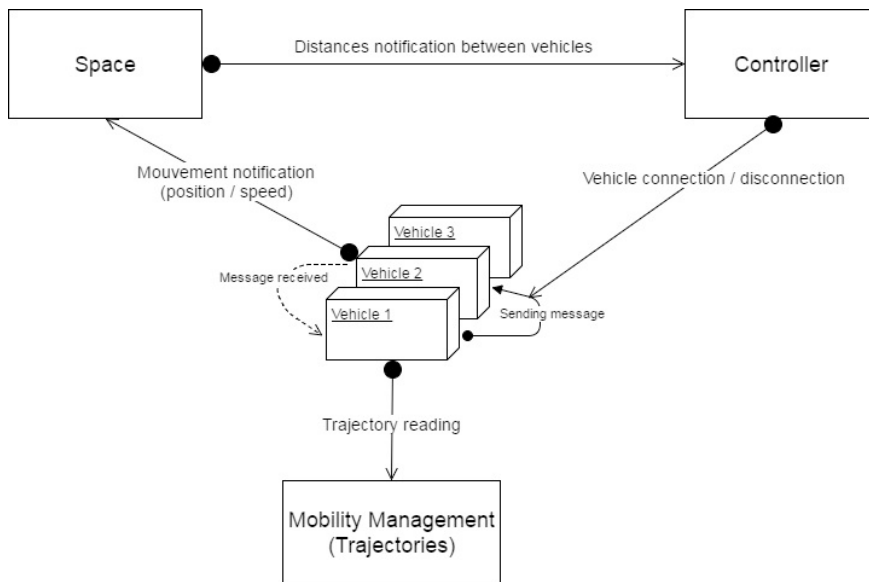 Distances notification between vehicles
Space
Controller
Mouvement notification
(position / speed)
Vehicle connection / disconnection
Vehicle 3
Message received
Vehicle 2
Vehicle 1
Sending message
Trajectory reading
Mobility Management
(Trajectories)